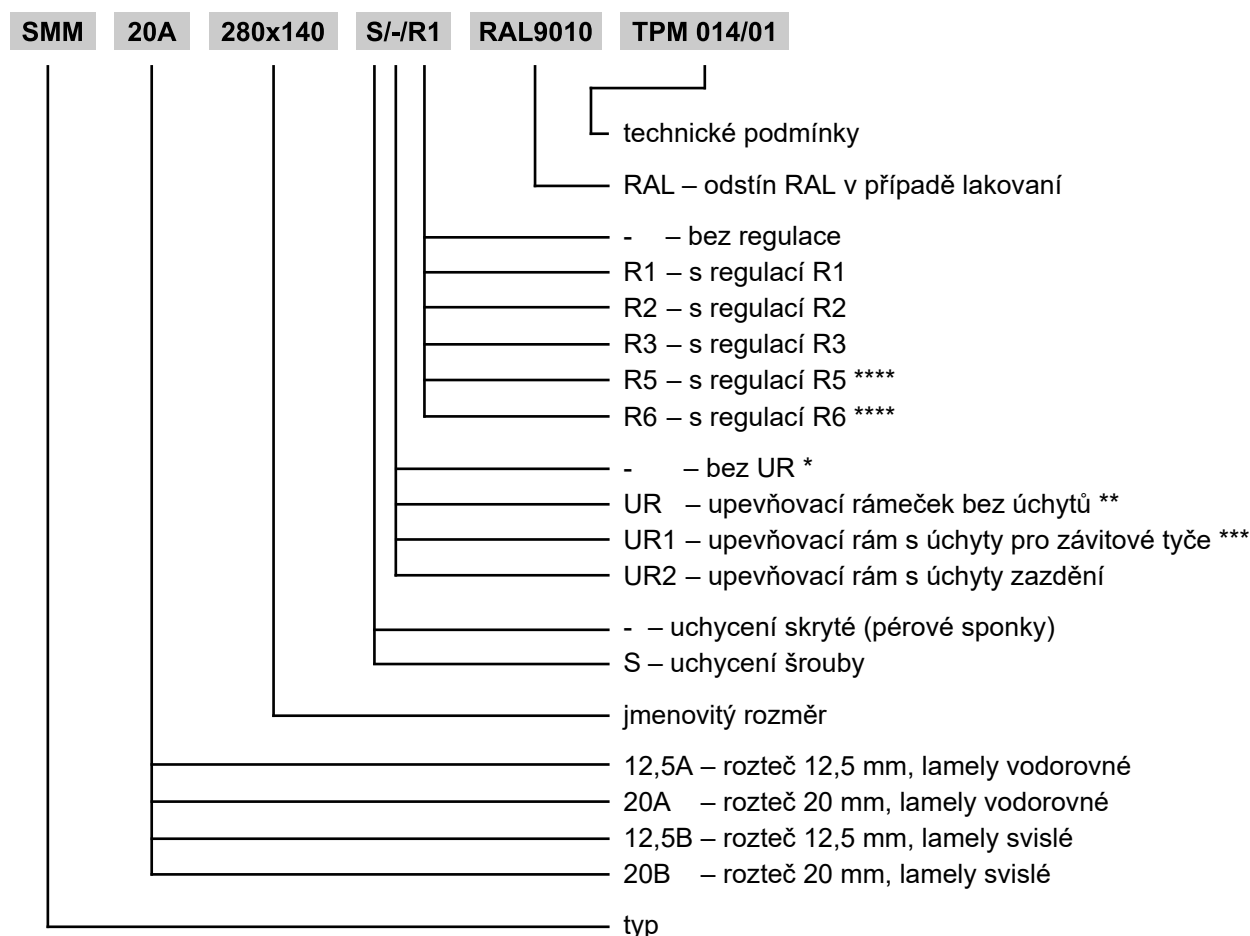 SMM 20A 280x140 S/-/R1 RAL9010 TPM 014/01
technické podmínky
RAL – odstín RAL v případě lakovaní
- – bez regulace
R1 – s regulací R1
R2 – s regulací R2
R3 – s regulací R3
R5 – s regulací R5 ****
R6 – s regulací R6 ****
- – bez UR *
UR – upevňovací rámeček bez úchytů **
UR1 – upevňovací rám s úchyty pro závitové tyče ***
UR2 – upevňovací rám s úchyty zazdění
- – uchycení skryté (pérové sponky)
S – uchycení šrouby
jmenovitý rozměr
12,5A – rozteč 12,5 mm, lamely vodorovné
20A – rozteč 20 mm, lamely vodorovné
12,5B – rozteč 12,5 mm, lamely svislé
20B – rozteč 20 mm, lamely svislé
typ